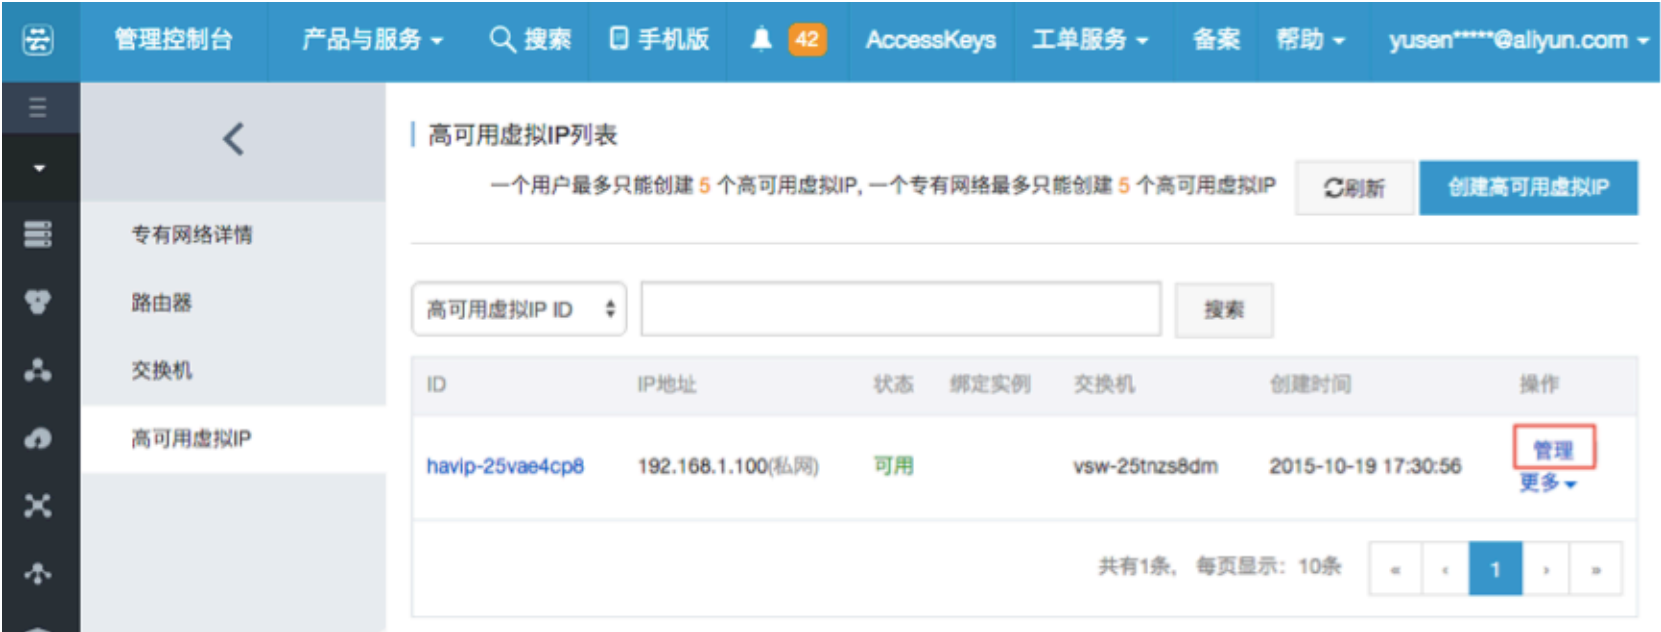 管理控制台 产品与服务 搜索 手机版 42 AccessKeys 工单服务 备案 帮助 yusen*****@aliyun.com
高可用虚拟IP列表
一个用户最多只能创建 5 个高可用虚拟IP, 一个专有网络最多只能创建 5 个高可用虚拟IP 刷新 创建高可用虚拟IP
专有网络详情
路由器
交换机
高可用虚拟IP
高可用虚拟IP ID 搜索
ID IP地址 状态 绑定实例 交换机 创建时间 操作
havip-25vae4cp8 192.168.1.100(私网) 可用 vsw-25tnzs8dm 2015-10-19 17:30:56 管理
更多
共有1条, 每页显示: 10条 « ‹ 1 › »